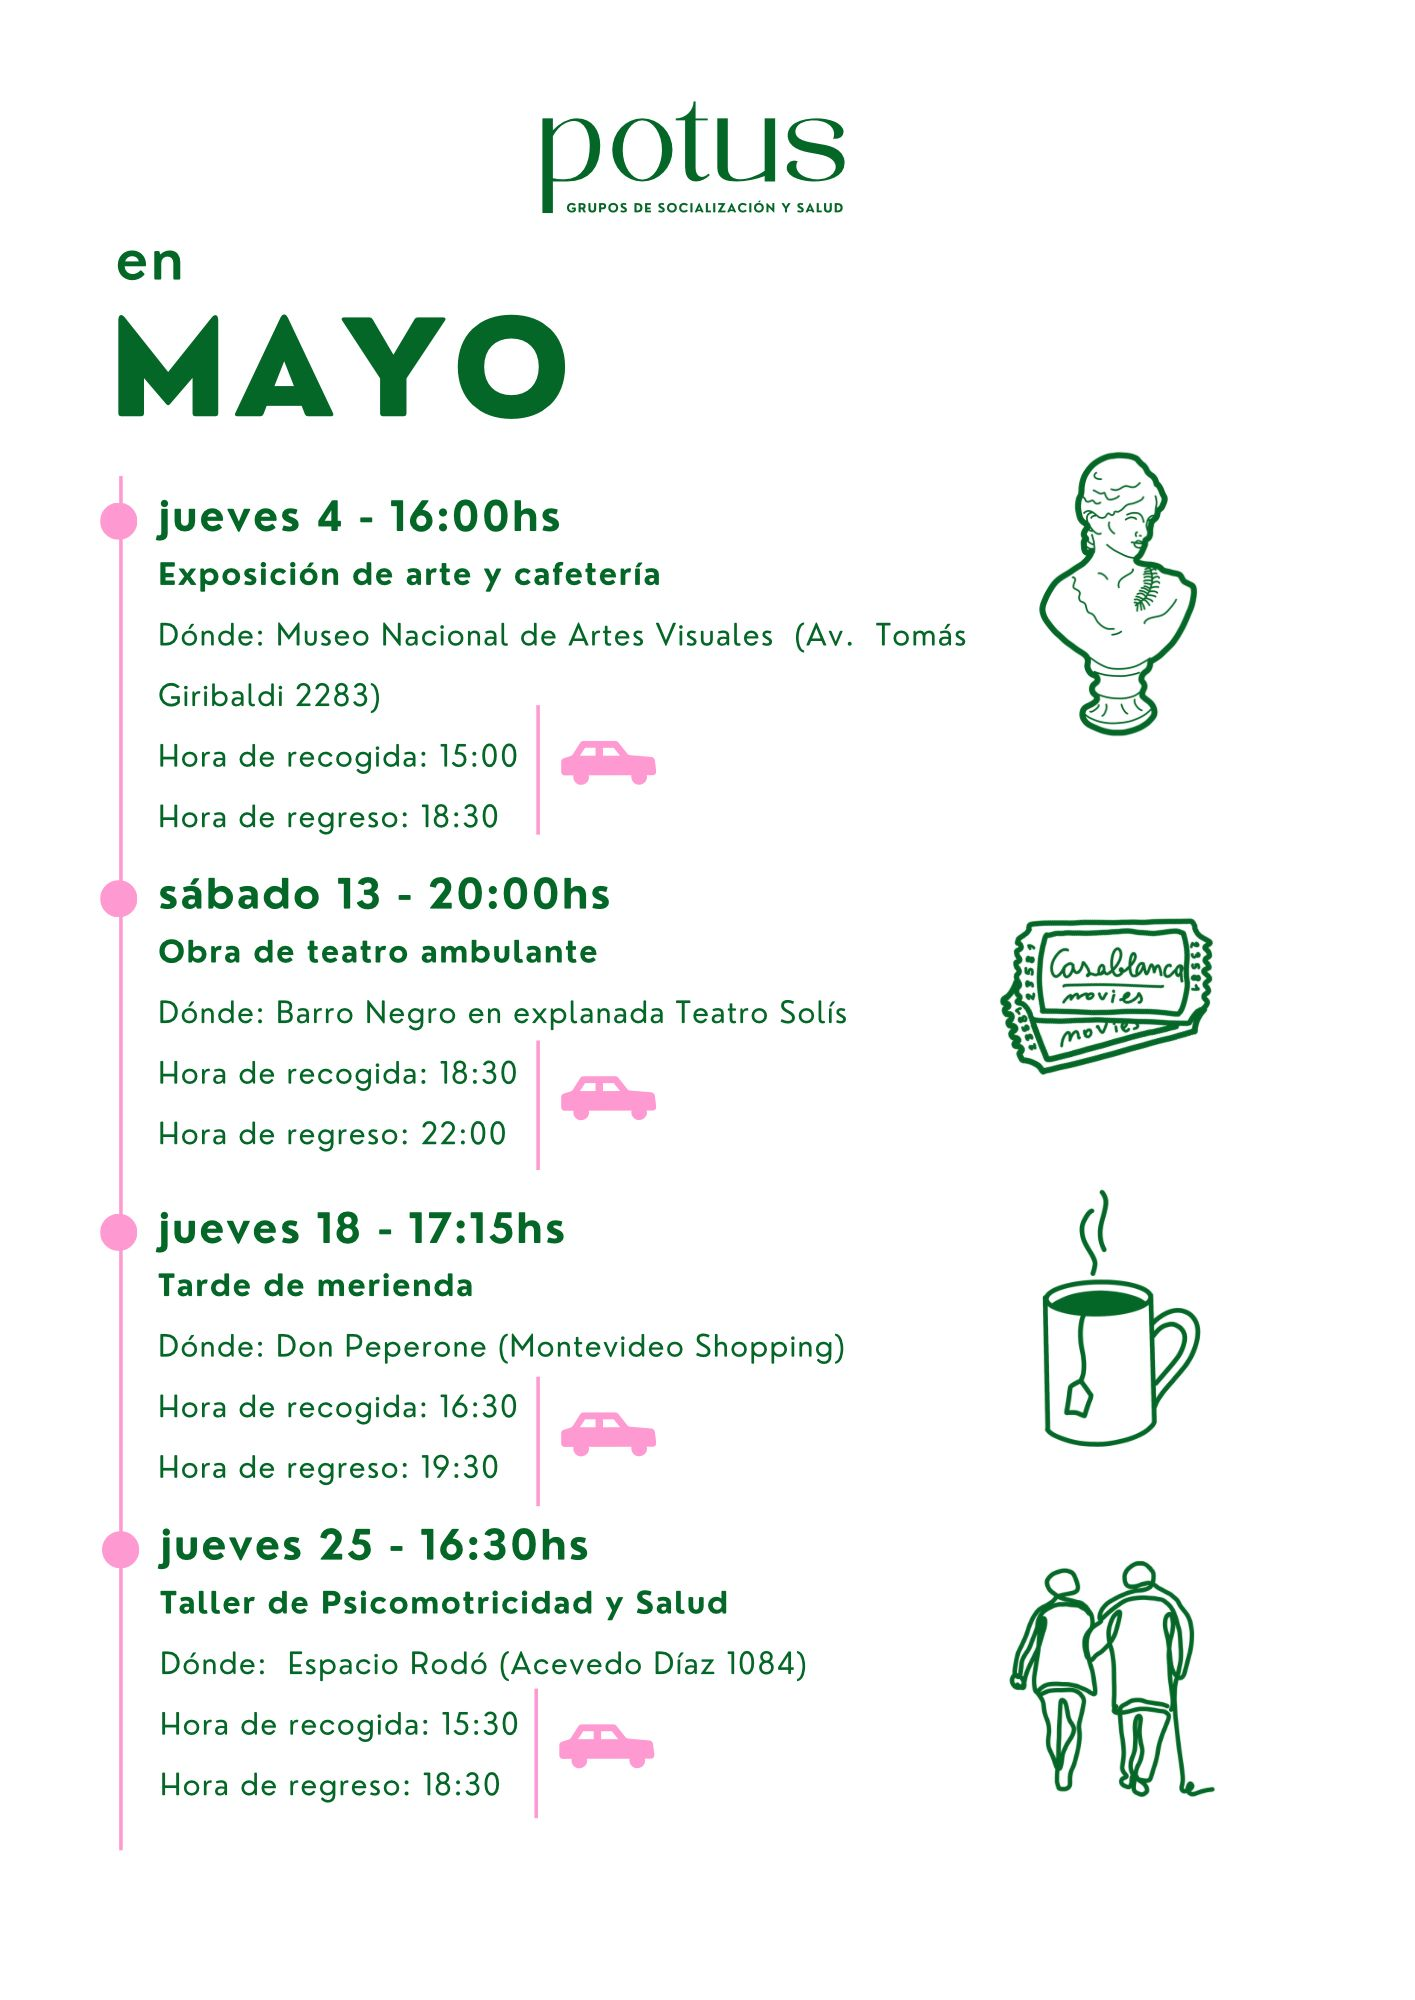 potus
GRUPOS DE SOCIALIZACIÓN Y SALUD
en
MAYO
jueves 4 - 16:00hs
Exposición de arte y cafetería
Dónde: Museo Nacional de Artes Visuales (Av. Tomás
Giribaldi 2283)
Hora de recogida: 15:00
Hora de regreso: 18:30
sábado 13 - 20:00hs
Obra de teatro ambulante
Dónde: Barro Negro en explanada Teatro Solís
Hora de recogida: 18:30
Hora de regreso: 22:00
Casablanca
movies
movies
jueves 18 - 17:15hs
Tarde de merienda
Dónde: Don Peperone (Montevideo Shopping)
Hora de recogida: 16:30
Hora de regreso: 19:30
jueves 25 - 16:30hs
Taller de Psicomotricidad y Salud
Dónde: Espacio Rodó (Acevedo Díaz 1084)
Hora de recogida: 15:30
Hora de regreso: 18:30